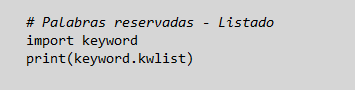 # Palabras reservadas - Listado
import keyword
print(keyword.kwlist)